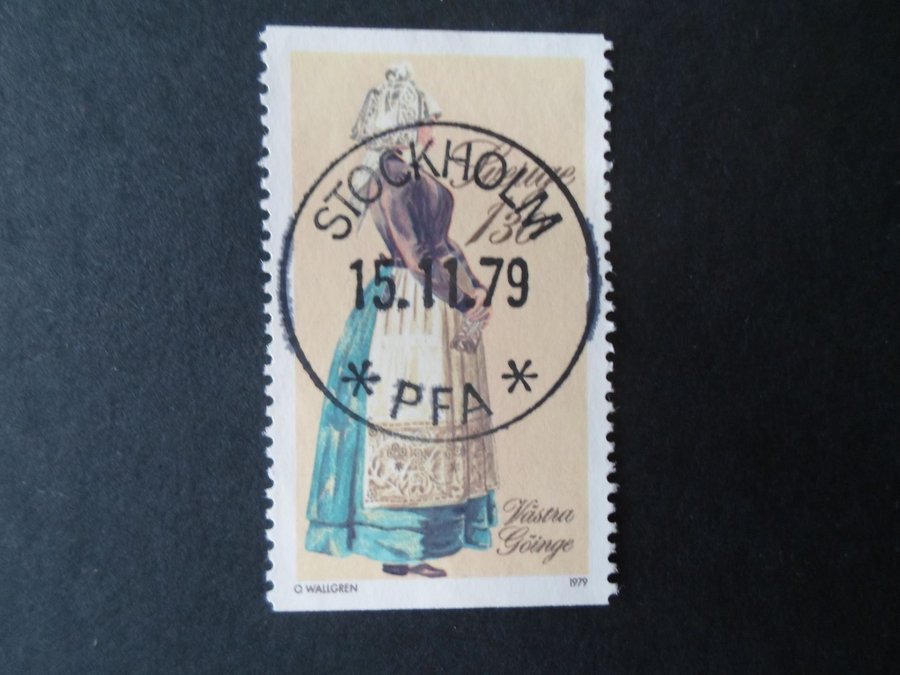 STOCKHOLM
Sverige
130
15.11.79
* PFA *
Västra
Göinge
O WALLGREN
1979